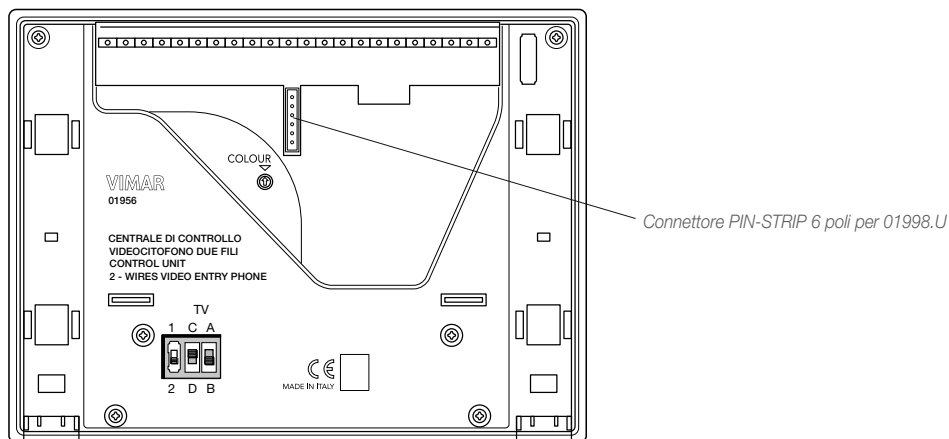 COLOUR
VIMAR
01956
Connettore PIN-STRIP 6 poli per 01998.U
CENTRALE DI CONTROLLO
VIDEOCITOFONO DUE FILI
CONTROL UNIT
2 - WIRES VIDEO ENTRY PHONE
TV
1 C A
2 D B
CE
MADE IN ITALY